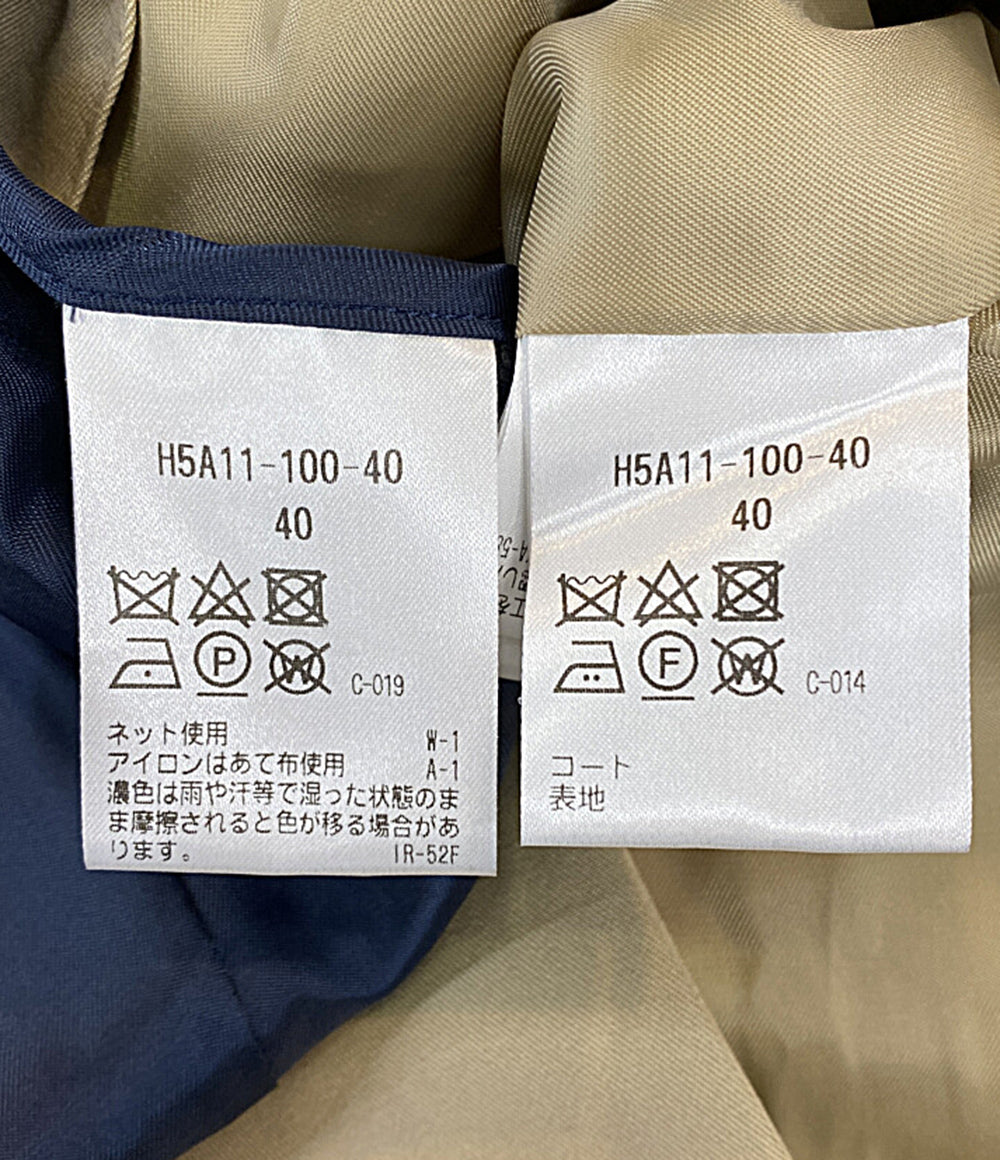 H5A11-100-40
40
P W C-019
ネット使用 W-1
アイロンはあて布使用 A-1
濃色は雨や汗等で湿った状態のま
ま摩擦されると色が移る場合があ
ります。 IR-52F
H5A11-100-40
40
F W C-014
コート
表地